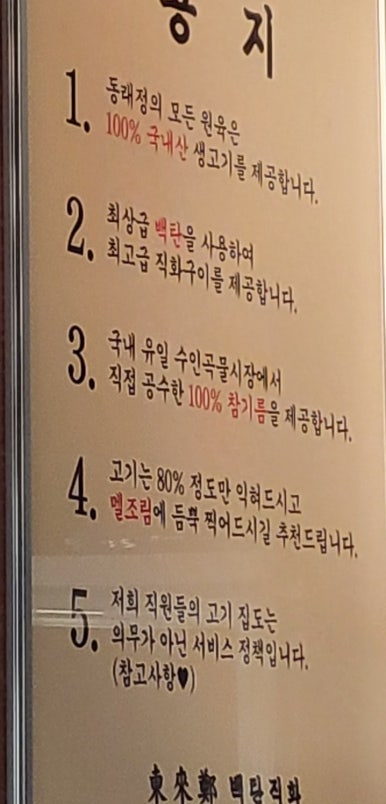 공지
1. 동래정의 모든 원육은
100% 국내산 생고기를 제공합니다.
2. 최상급 백탄을 사용하여
최고급 직화구이를 제공합니다.
3. 국내 유일 수인곡물시장에서
직접 공수한 100% 참기름을 제공합니다.
4. 고기는 80% 정도만 익혀드시고
멜조림에 듬뿍 찍어드시길 추천드립니다.
5. 저희 직원들의 고기 집도는
의무가 아닌 서비스 정책입니다.
(참고사항♥)
東來鄭 백탄직화